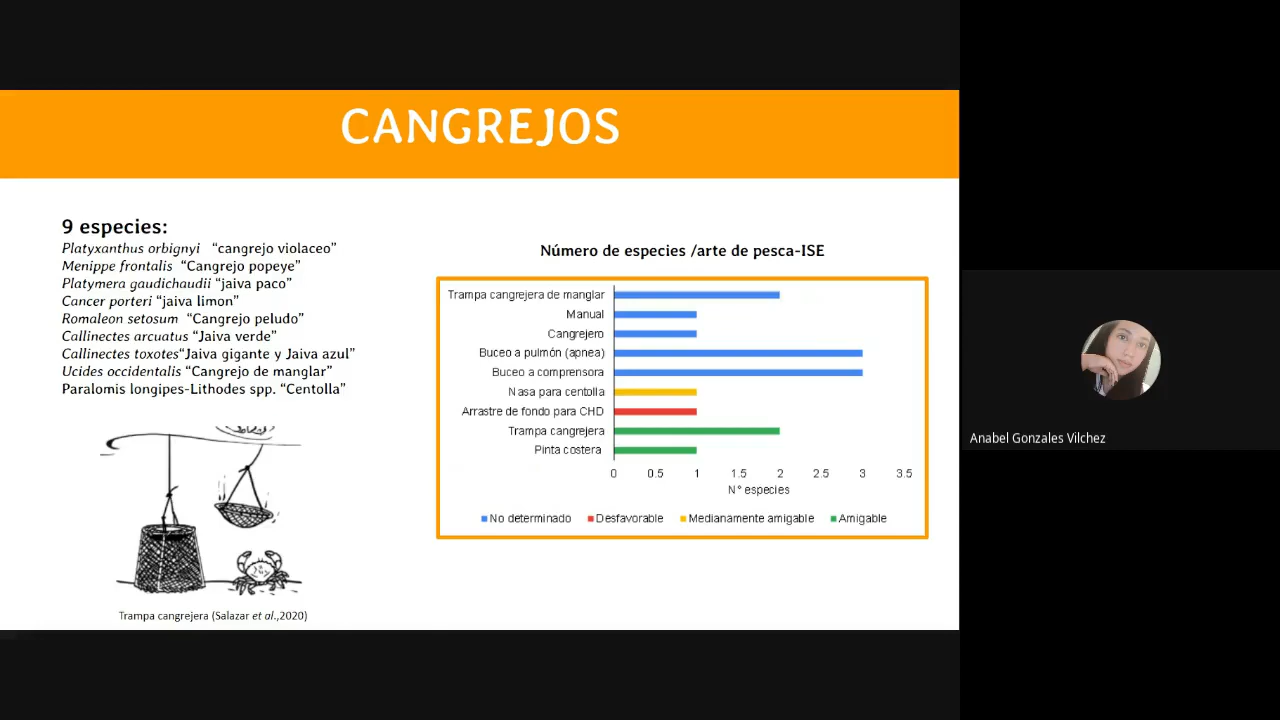 CANGREJOS
9 especies:
Platyxanthus orbignyi “cangrejo violaceo”
Menippe frontalis “Cangrejo popeye”
Platymera gaudichaudii “jaiva paco”
Cancer porteri “jaiva limon”
Romaleon setosum “Cangrejo peludo”
Callinectes arcuatus “Jaiva verde”
Callinectes toxotes“Jaiva gigante y Jaiva azul”
Ucides occidentalis “Cangrejo de manglar”
Paralomis longipes-Lithodes spp. “Centolla”
Trampa cangrejera (Salazar et al.,2020)
Número de especies /arte de pesca-ISE
Trampa cangrejera de manglar
Manual
Cangrejero
Buceo a pulmón (apnea)
Buceo a comprensora
Nasa para centolla
Arrastre de fondo para CHD
Trampa cangrejera
Pinta costera
0 0.5 1 1.5 2 2.5 3 3.5
N° especies
No determinado Desfavorable Medianamente amigable Amigable
Anabel Gonzales Vilchez